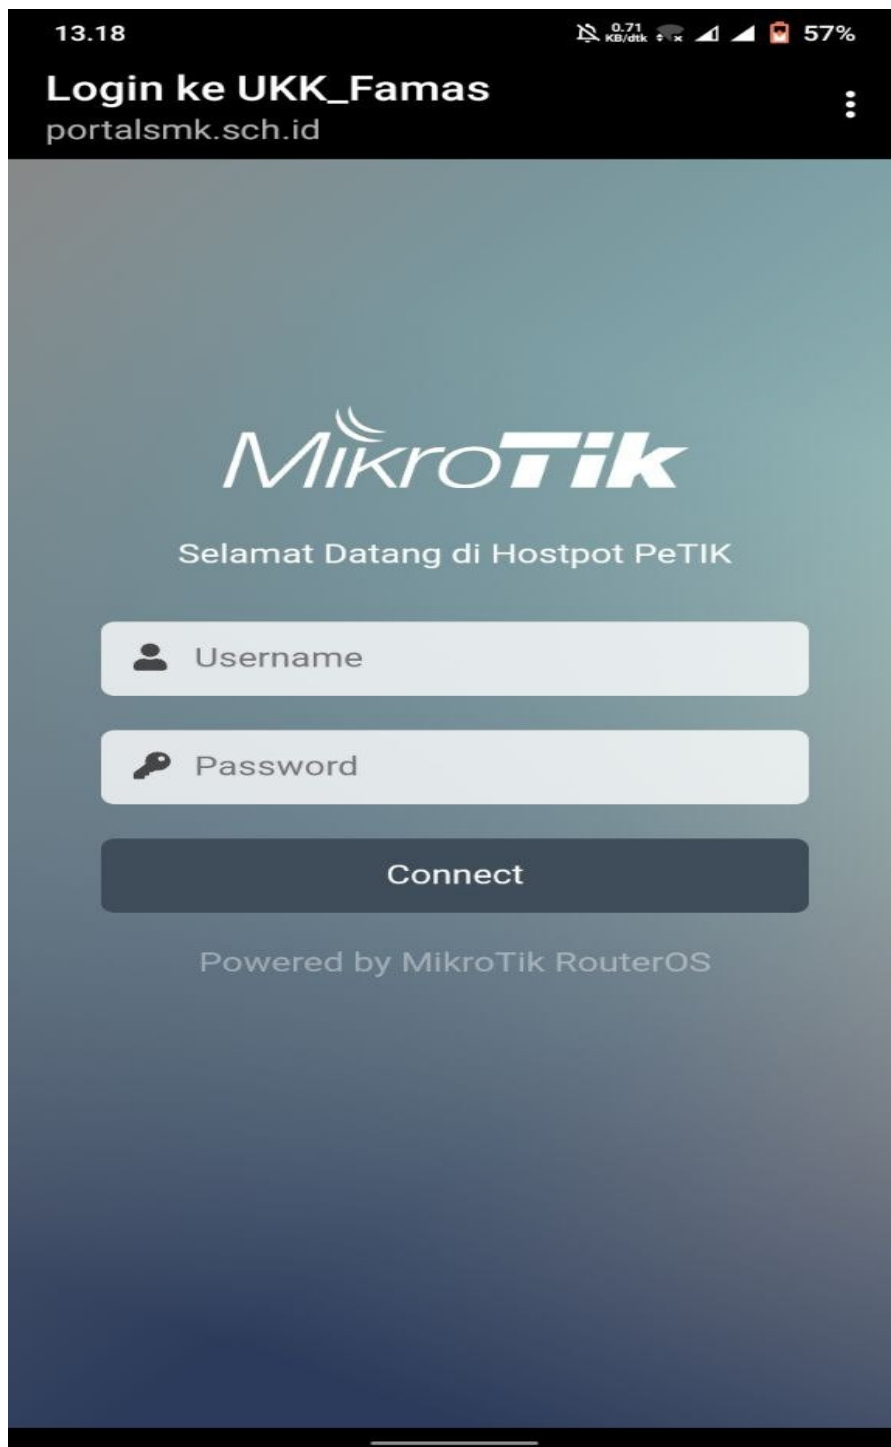 13.18
0.71
KB/dtk
57%
Login ke UKK_Famas
portalsmk.sch.id
MikroTik
Selamat Datang di Hostpot PeTIK
Username
Password
Connect
Powered by MikroTik RouterOS